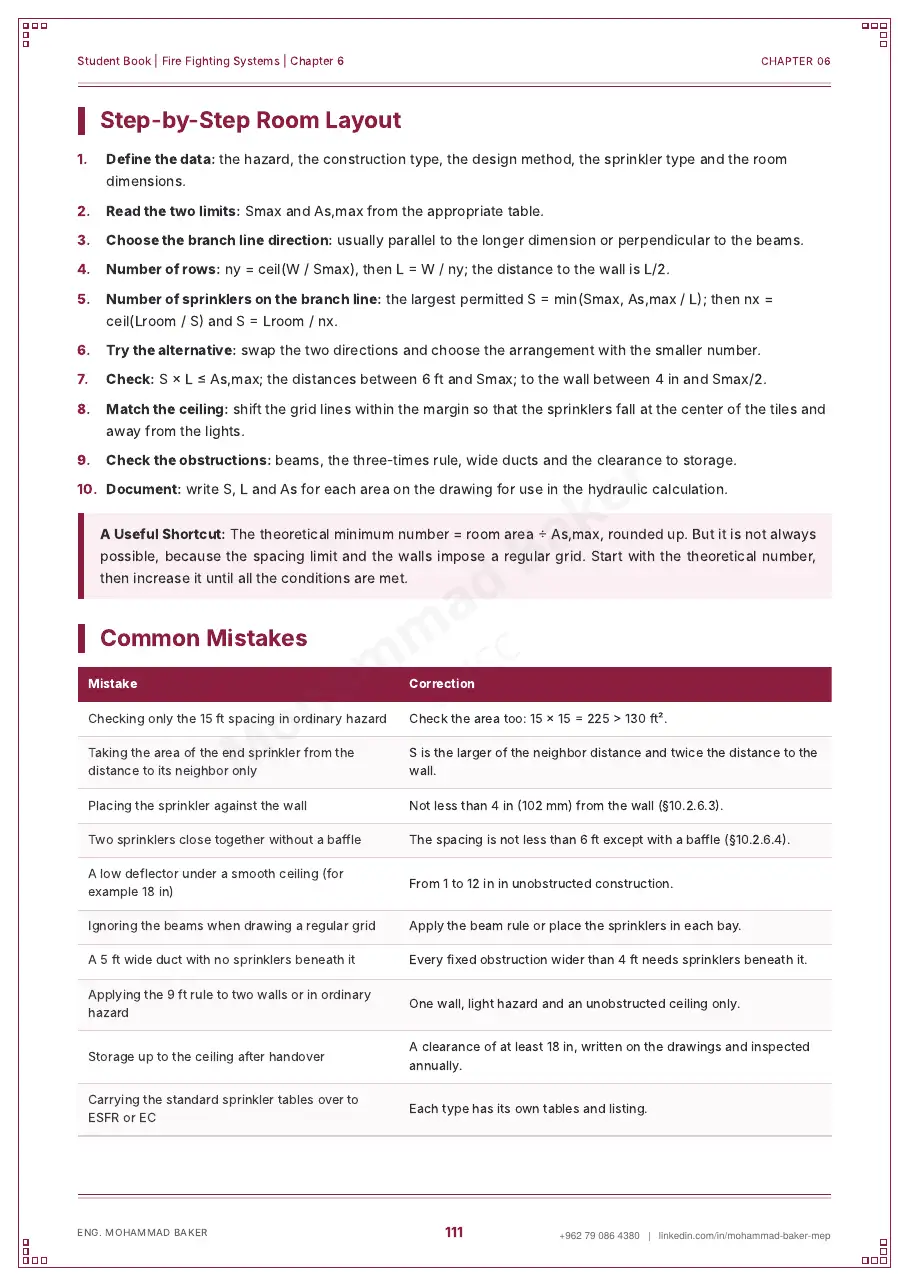 Student Book | Fire Fighting Systems | Chapter 6
CHAPTER 06
Step-by-Step Room Layout
1. Define the data: the hazard, the construction type, the design method, the sprinkler type and the room
dimensions.
2. Read the two limits: Smax and As,max from the appropriate table.
3. Choose the branch line direction: usually parallel to the longer dimension or perpendicular to the beams.
4. Number of rows: ny = ceil(W / Smax), then L = W / ny; the distance to the wall is L/2.
5. Number of sprinklers on the branch line: the largest permitted S = min(Smax, As,max / L); then nx =
ceil(Lroom / S) and S = Lroom / nx.
6. Try the alternative: swap the two directions and choose the arrangement with the smaller number.
7. Check: S × L ≤ As,max; the distances between 6 ft and Smax; to the wall between 4 in and Smax/2.
8. Match the ceiling: shift the grid lines within the margin so that the sprinklers fall at the center of the tiles and
away from the lights.
9. Check the obstructions: beams, the three-times rule, wide ducts and the clearance to storage.
10. Document: write S, L and As for each area on the drawing for use in the hydraulic calculation.
A Useful Shortcut: The theoretical minimum number = room area ÷ As,max, rounded up. But it is not always
possible, because the spacing limit and the walls impose a regular grid. Start with the theoretical number,
then increase it until all the conditions are met.
Common Mistakes
Mistake
Correction
Checking only the 15 ft spacing in ordinary hazard
Check the area too: 15 × 15 = 225 > 130 ft².
Taking the area of the end sprinkler from the
distance to its neighbor only
S is the larger of the neighbor distance and twice the distance to the
wall.
Placing the sprinkler against the wall
Not less than 4 in (102 mm) from the wall (§10.2.6.3).
Two sprinklers close together without a baffle
The spacing is not less than 6 ft except with a baffle (§10.2.6.4).
A low deflector under a smooth ceiling (for
example 18 in)
From 1 to 12 in in unobstructed construction.
Ignoring the beams when drawing a regular grid
Apply the beam rule or place the sprinklers in each bay.
A 5 ft wide duct with no sprinklers beneath it
Every fixed obstruction wider than 4 ft needs sprinklers beneath it.
Applying the 9 ft rule to two walls or in ordinary
hazard
One wall, light hazard and an unobstructed ceiling only.
Storage up to the ceiling after handover
A clearance of at least 18 in, written on the drawings and inspected
annually.
Carrying the standard sprinkler tables over to
ESFR or EC
Each type has its own tables and listing.
Mohammad Baker
ENG. MOHAMMAD BAKER
111
+962 79 086 4380 | linkedin.com/in/mohammad-baker-mep